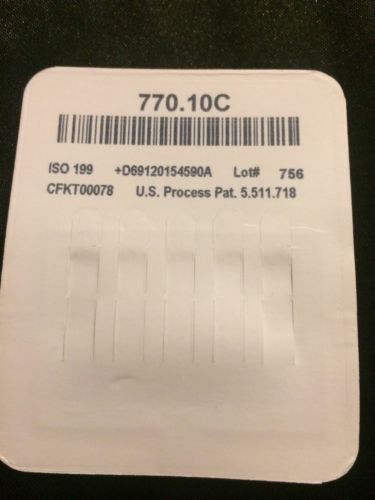 770.10C
ISO 199 +D69120154590A Lot# 756
CFKT00078 U.S. Process Pat. 5.511.718